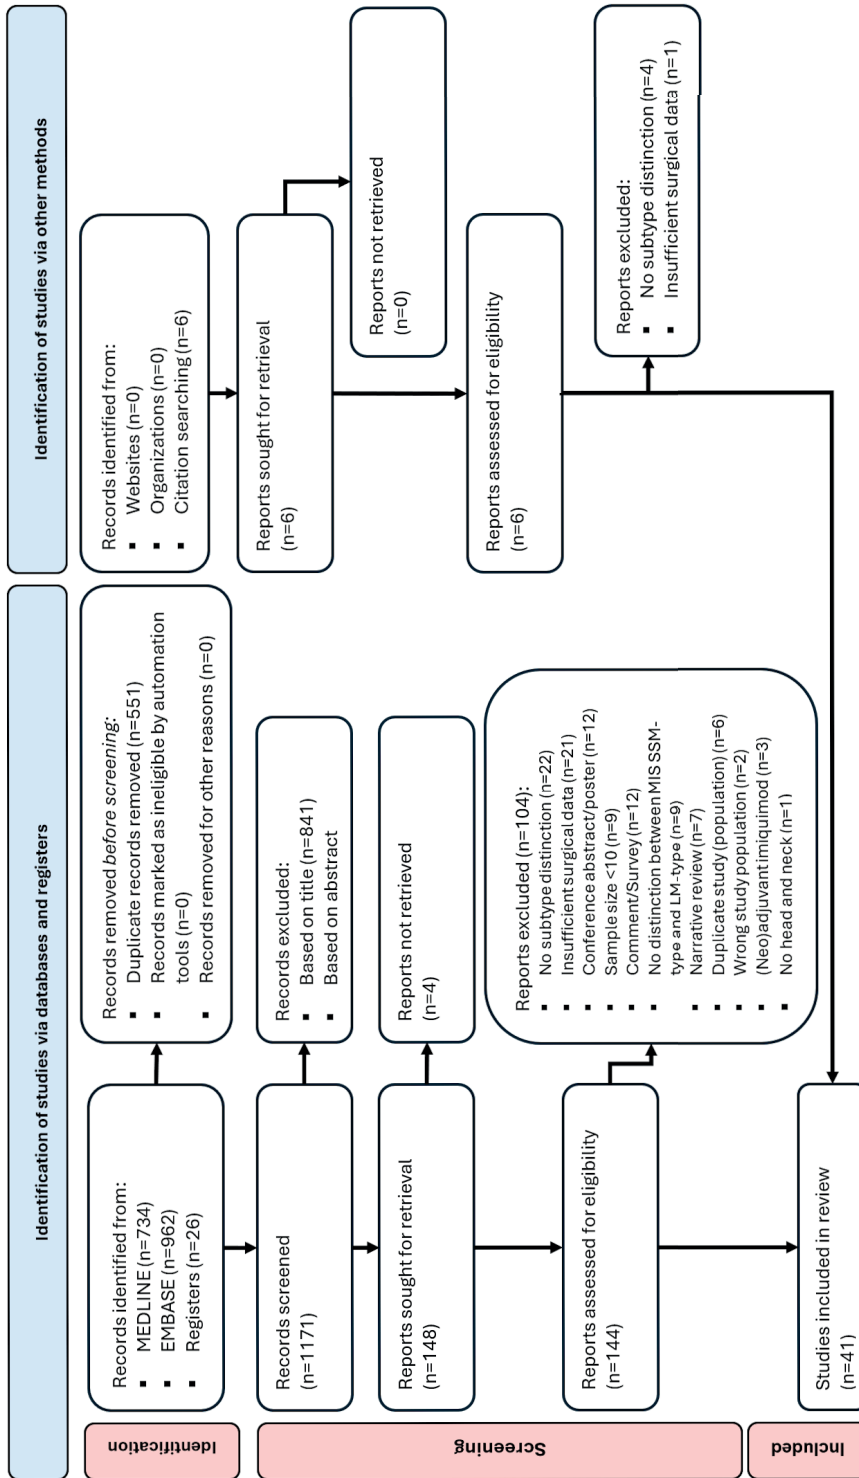 Identification of studies via databases and registers
Identification of studies via other methods
Identification
Records identified from:
▪ MEDLINE (n=734)
▪ EMBASE (n=962)
▪ Registers (n=26)
Records removed before screening:
▪ Duplicate records removed (n=551)
▪ Records marked as ineligible by automation
tools (n=0)
▪ Records removed for other reasons (n=0)
Records identified from:
▪ Websites (n=0)
▪ Organizations (n=0)
▪ Citation searching (n=6)
Screening
Records screened
(n=1171)
Records excluded:
▪ Based on title (n=841)
▪ Based on abstract
Reports sought for retrieval
(n=148)
Reports not retrieved
(n=4)
Reports sought for retrieval
(n=6)
Reports not retrieved
(n=0)
Reports assessed for eligibility
(n=144)
Reports excluded (n=104):
▪ No subtype distinction (n=22)
▪ Insufficient surgical data (n=21)
▪ Conference abstract/poster (n=12)
▪ Sample size <10 (n=9)
▪ Comment/Survey (n=12)
▪ No distinction between MIS SSM-
type and LM-type (n=9)
▪ Narrative review (n=7)
▪ Duplicate study (population) (n=6)
▪ Wrong study population (n=2)
▪ (Neo)adjuvant imiquimod (n=3)
▪ No head and neck (n=1)
Reports assessed for eligibility
(n=6)
Reports excluded:
▪ No subtype distinction (n=4)
▪ Insufficient surgical data (n=1)
Included
Studies included in review
(n=41)